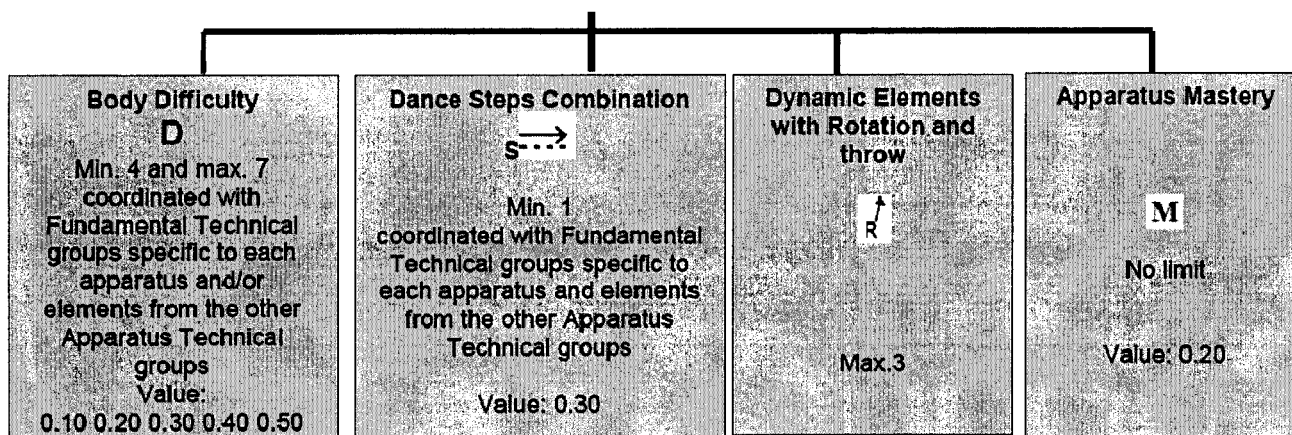 Body Difficulty
D
Min. 4 and max. 7
coordinated with
Fundamental Technical
groups specific to each
apparatus and/or
elements from the other
Apparatus Technical
groups
Value:
0.10 0.20 0.30 0.40 0.50
Dance Steps Combination
S
Min. 1
coordinated with Fundamental
Technical groups specific to
each apparatus and elements
from the other Apparatus
Technical groups
Value: 0.30
Dynamic Elements
with Rotation and
throw
R
Max.3
Apparatus Mastery
M
No limit
Value: 0.20